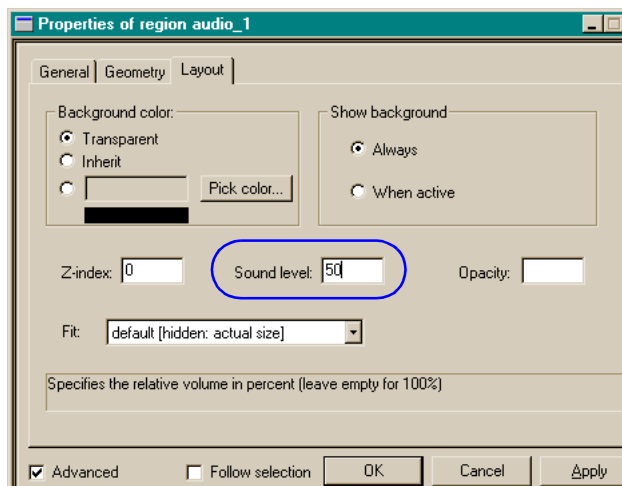 Properties of region audio_1
General Geometry Layout
Background color:
Transparent
Inherit
Pick color...
Show background
Always
When active
Z-index: 0
Sound level: 50
Opacity:
Fit: default [hidden: actual size]
Specifies the relative volume in percent (leave empty for 100%)
Advanced
Follow selection
OK
Cancel
Apply